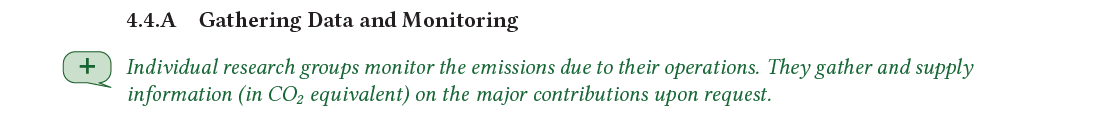 4.4.A Gathering Data and Monitoring
+ Individual research groups monitor the emissions due to their operations. They gather and supply
information (in CO₂ equivalent) on the major contributions upon request.